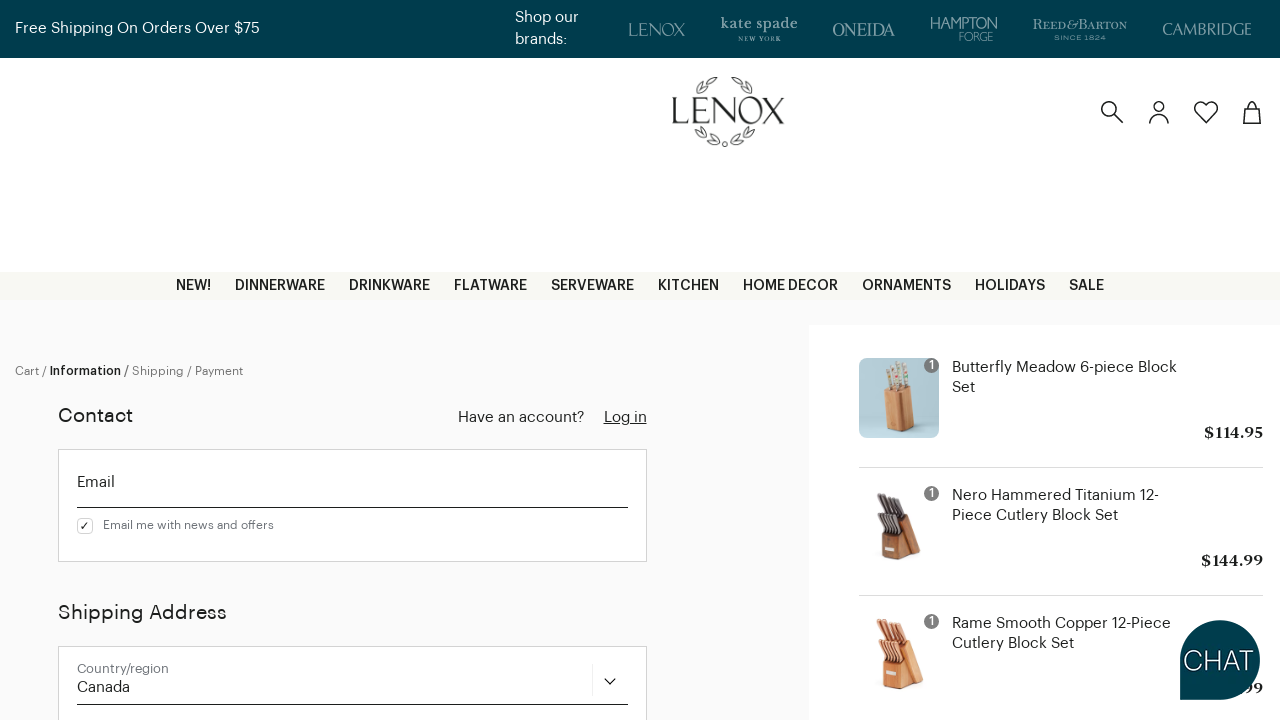 Free Shipping On Orders Over $75
Shop our
brands:
LENOX
kate spade
NEW YORK
ONEIDA
HAMPTON
FORGE
REED & BARTON
SINCE 1824
CAMBRIDGE
LENOX
NEW! DINNERWARE DRINKWARE FLATWARE SERVEWARE KITCHEN HOME DECOR ORNAMENTS HOLIDAYS SALE
Cart / Information / Shipping / Payment
Contact
Have an account? Log in
Email
Email me with news and offers
Shipping Address
Country/region
Canada
1
Butterfly Meadow 6-piece Block
Set
$114.95
1
Nero Hammered Titanium 12-
Piece Cutlery Block Set
$144.99
1
Rame Smooth Copper 12-Piece
Cutlery Block Set
CHAT